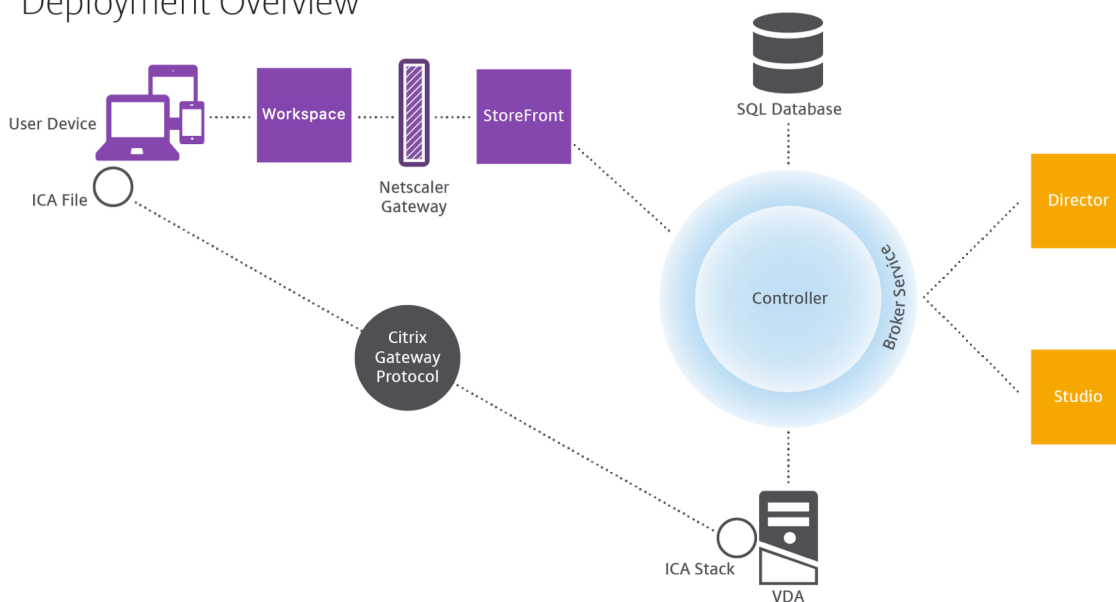 Deployment Overview
SQL Database
User Device
Workspace
StoreFront
Netscaler
Gateway
ICA File
Director
Controller
Broker Service
Citrix
Gateway
Protocol
Studio
ICA Stack
VDA